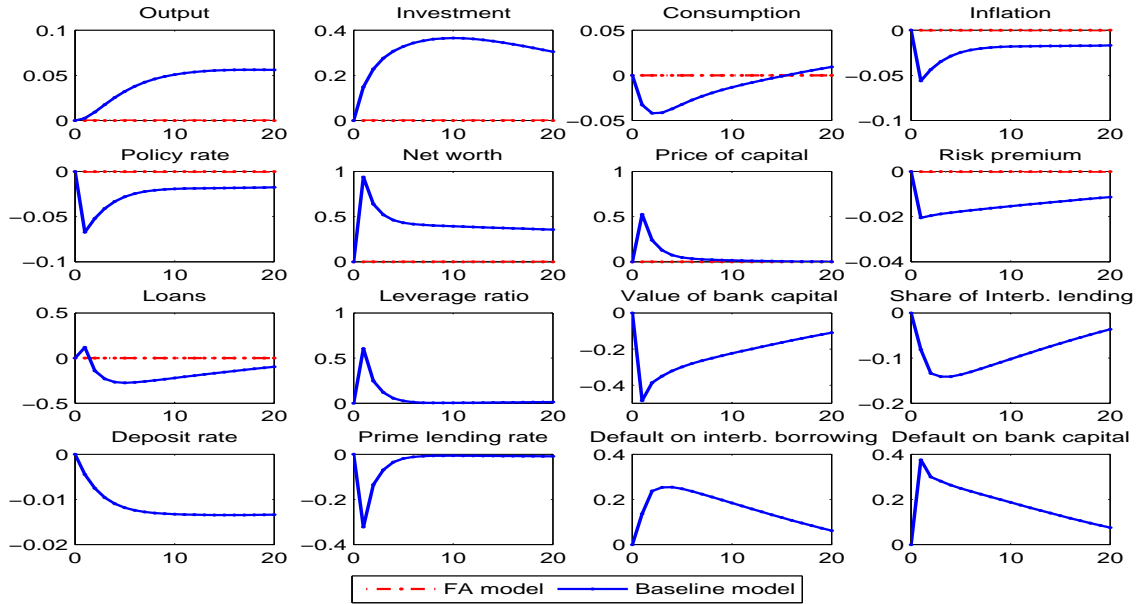 Output
Investment
Consumption
Inflation
0.1
0.05
0
0 10 20
0.4
0.2
0
0 10 20
0.05
0
−0.05
0 10 20
0
−0.05
−0.1
0 10 20
Policy rate
Net worth
Price of capital
Risk premium
0
−0.05
−0.1
0 10 20
1
0.5
0
0 10 20
1
0.5
0
0 10 20
0
−0.02
−0.04
0 10 20
Loans
Leverage ratio
Value of bank capital
Share of Interb. lending
0.5
0
−0.5
0 10 20
1
0.5
0
0 10 20
0
−0.2
−0.4
0 10 20
0
−0.1
−0.2
0 10 20
Deposit rate
Prime lending rate
Default on interb. borrowing
Default on bank capital
0
−0.01
−0.02
0 10 20
0
−0.2
−0.4
0 10 20
0.4
0.2
0
0 10 20
0.4
0.2
0
0 10 20
FA model
Baseline model